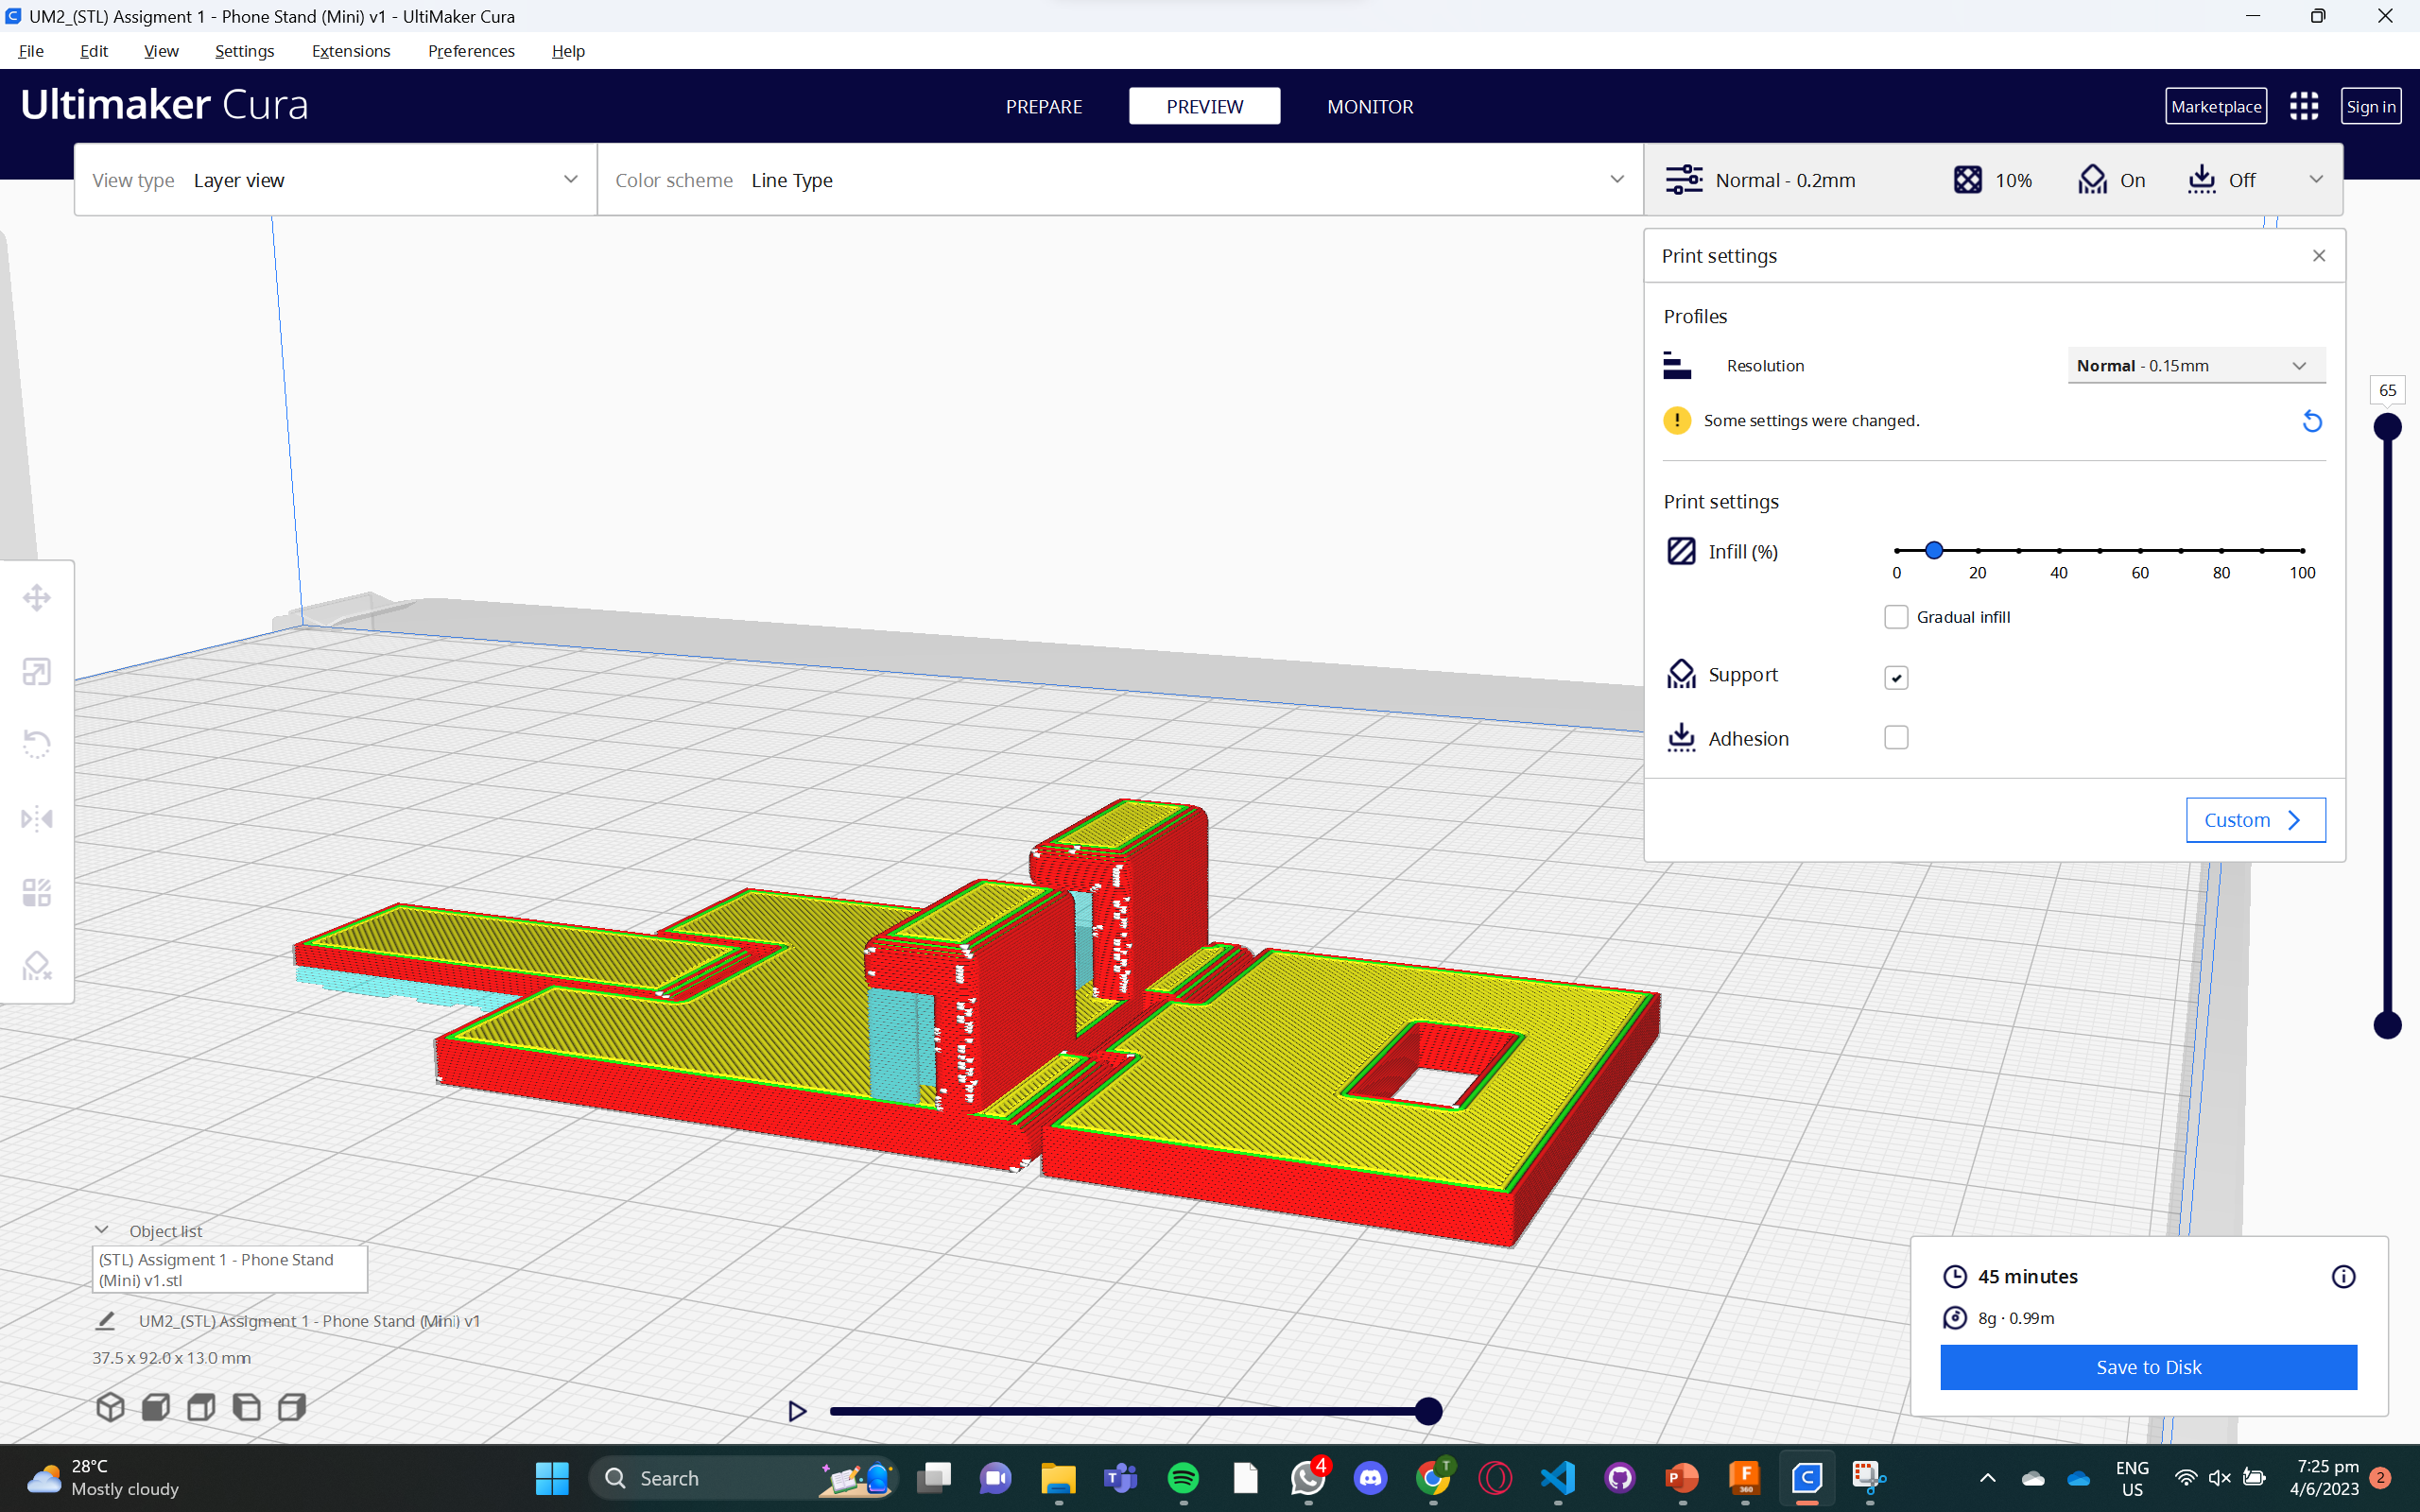 UM2_(STL) Assigment 1 - Phone Stand (Mini) v1 - UltiMaker Cura
File Edit View Settings Extensions Preferences Help
Ultimaker Cura
PREPARE PREVIEW MONITOR
Marketplace Sign in
View type Layer view
Color scheme Line Type
Normal - 0.2mm 10% On Off
Print settings
Profiles
Resolution Normal - 0.15mm
Some settings were changed.
Print settings
Infill (%)
0 20 40 60 80 100
Gradual infill
Support
Adhesion
Custom
65
Object list
(STL) Assigment 1 - Phone Stand
(Mini) v1.stl
UM2_(STL) Assigment 1 - Phone Stand (Mini) v1
37.5 x 92.0 x 13.0 mm
45 minutes
8g · 0.99m
Save to Disk
28°C
Mostly cloudy
Search
4
T
T
P
F
360
C
ENG
US
7:25 pm
4/6/2023
2